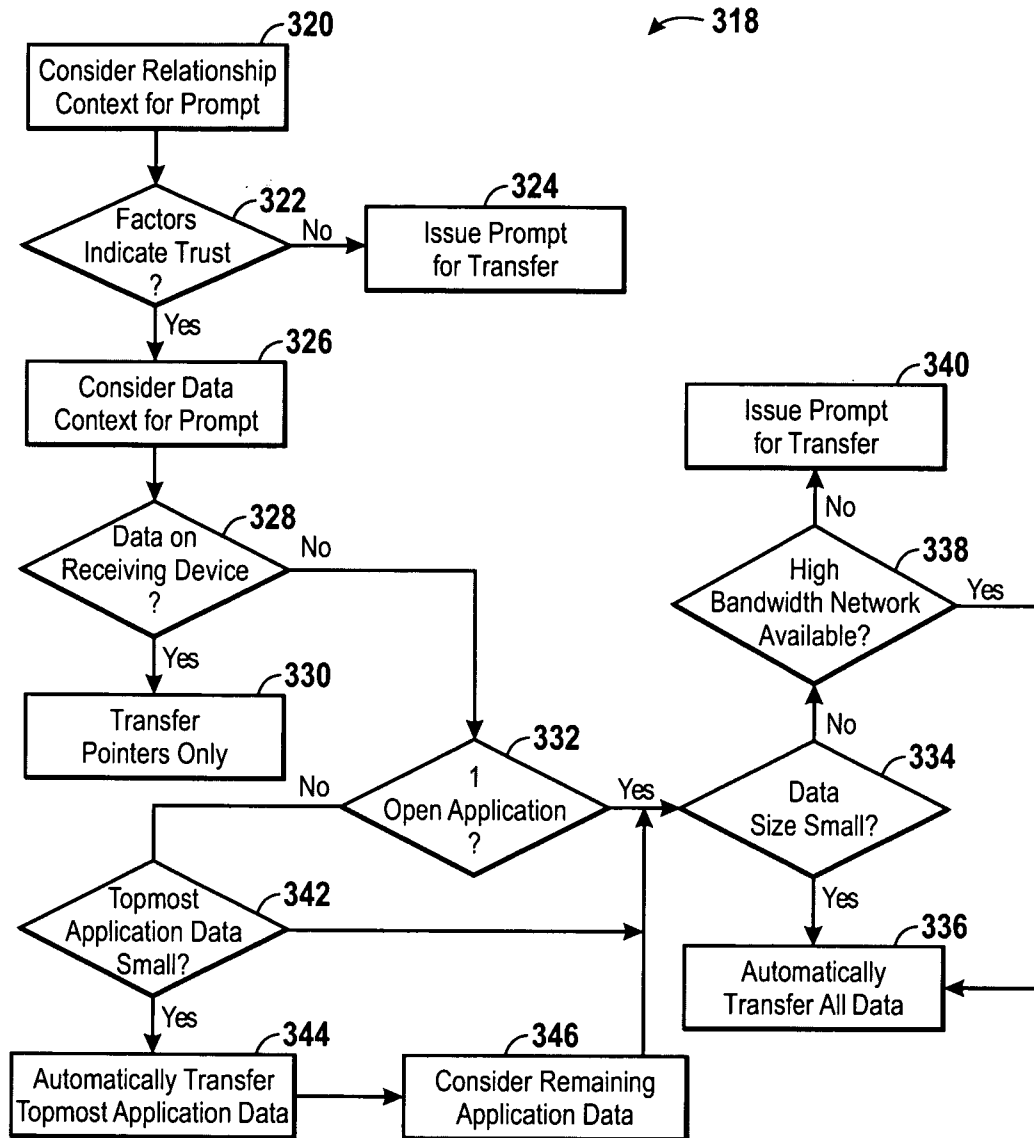 318
320
Consider Relationship
Context for Prompt
322
Factors
Indicate Trust
?
No
324
Issue Prompt
for Transfer
Yes
326
Consider Data
Context for Prompt
328
Data on
Receiving Device
?
No
Yes
330
Transfer
Pointers Only
332
1
Open Application
?
No
Yes
334
Data
Size Small?
No
338
High
Bandwidth Network
Available?
Yes
No
340
Issue Prompt
for Transfer
Yes
336
Automatically
Transfer All Data
342
Topmost
Application Data
Small?
Yes
344
Automatically Transfer
Topmost Application Data
346
Consider Remaining
Application Data